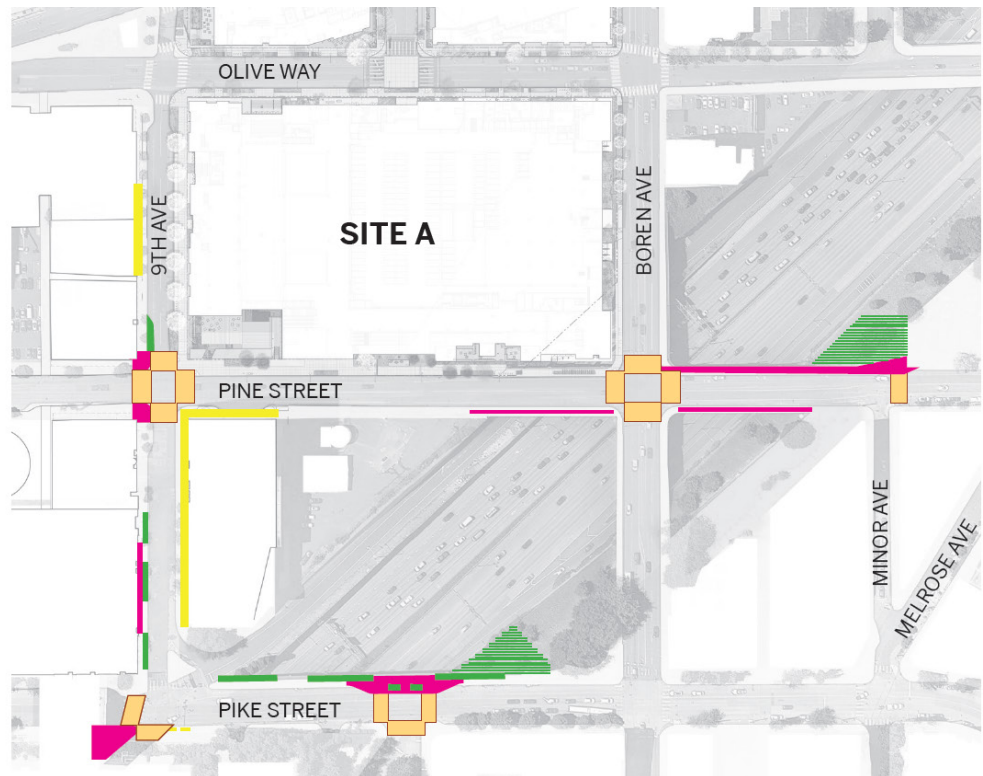 OLIVE WAY
SITE A
9TH AVE
BOREN AVE
PINE STREET
MINOR AVE
MELROSE AVE
PIKE STREET